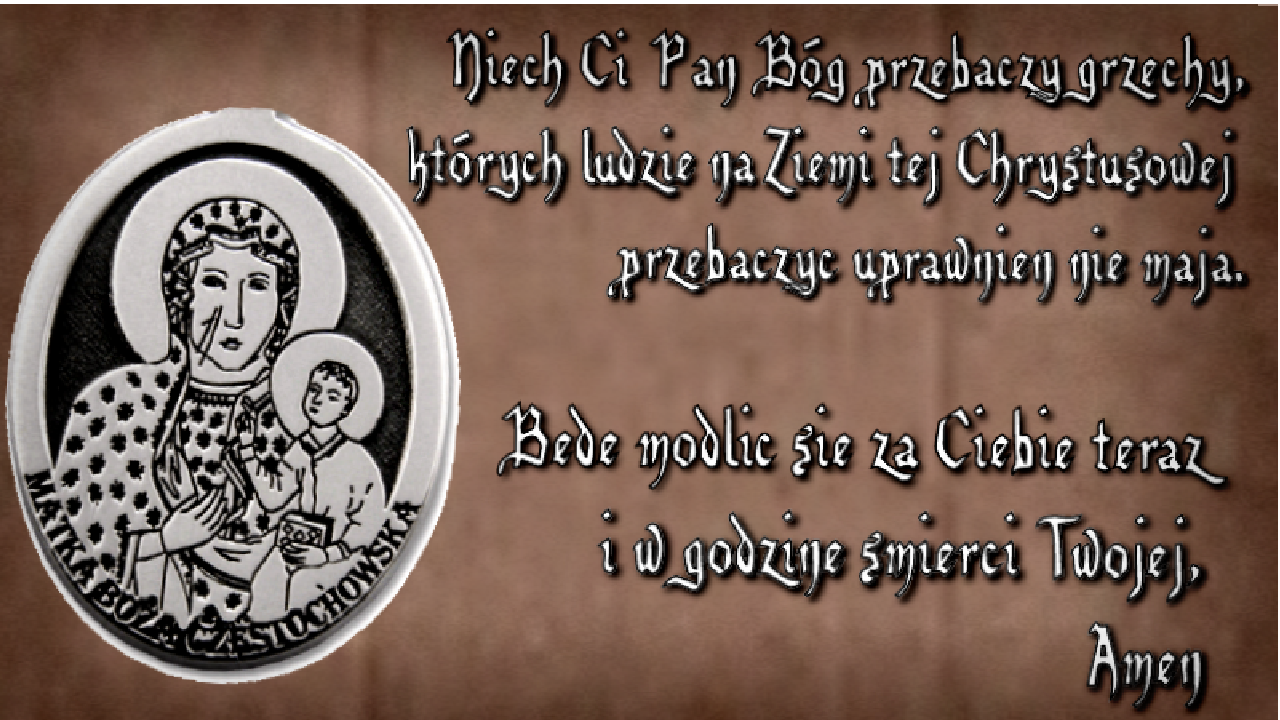 Niech Ci Pan Bóg przebaczy grzechy,
których ludzie na Ziemi tej Chrystusowej
przebaczyc uprawnien nie maja.
Bede modlic sie za Ciebie teraz
i w godzine smierci Twojej,
Amen
MATKA BOŻA CZĘSTOCHOWSKA